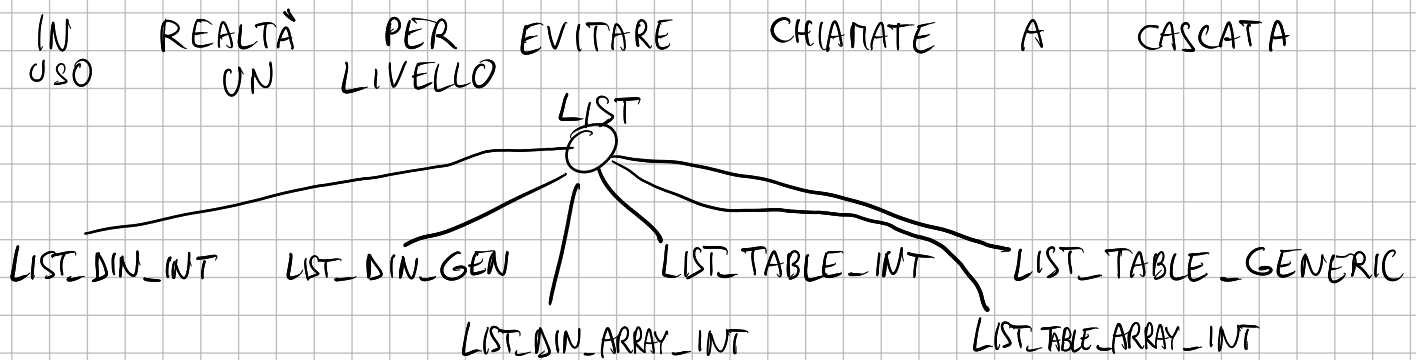 IN REALTÀ PER EVITARE CHIAMATE A CASCATA
USO UN LIVELLO
LIST
LIST_DIN_INT LIST_DIN_GEN LIST_TABLE_INT LIST_TABLE_GENERIC
LIST_DIN_ARRAY_INT LIST_TABLE_ARRAY_INT